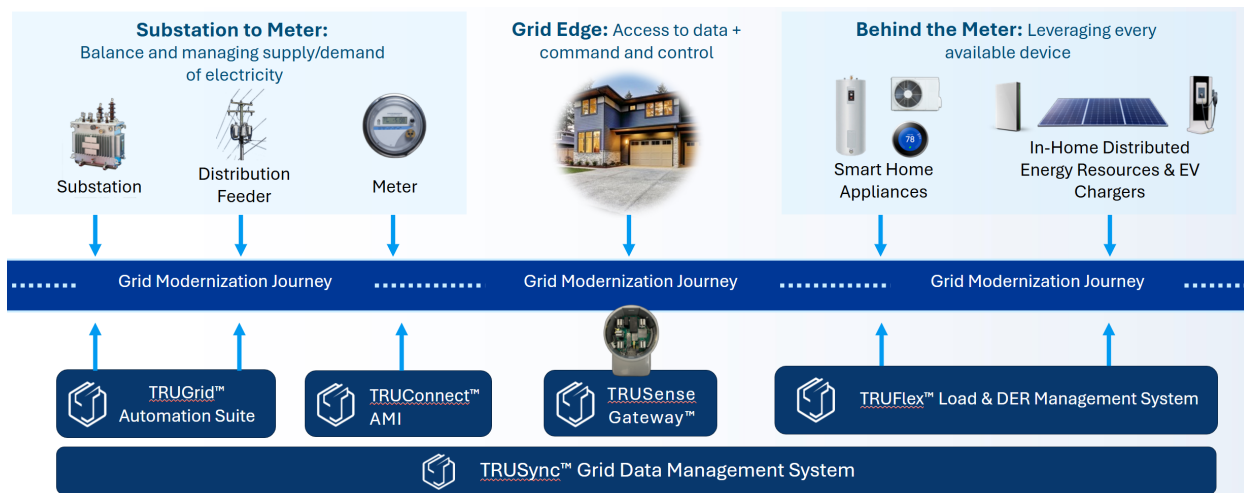 Substation to Meter:
Balance and managing supply/demand
of electricity
Substation
Distribution
Feeder
Meter
Grid Edge: Access to data +
command and control
Behind the Meter: Leveraging every
available device
78
Smart Home
Appliances
In-Home Distributed
Energy Resources & EV
Chargers
Grid Modernization Journey
Grid Modernization Journey
Grid Modernization Journey
TRUGrid™
Automation Suite
TRUConnect™
AMI
TRUSense
Gateway™
TRUFlex™ Load & DER Management System
TRUSync™ Grid Data Management System